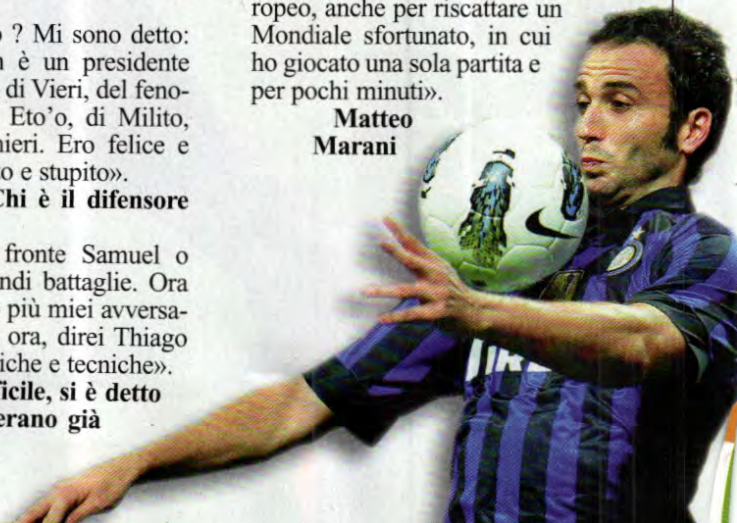 o ? Mi sono detto:
è un presidente
di Vieri, del feno-
Eto'o, di Milito,
nieri. Ero felice e
o e stupito».
Chi è il difensore
fronte Samuel o
ndi battaglie. Ora
più miei avversa-
ora, direi Thiago
iche e tecniche».
icile, si è detto
erano già
ropeo, anche per riscattare un
Mondiale sfortunato, in cui
ho giocato una sola partita e
per pochi minuti».
Matteo
Marani
IRE